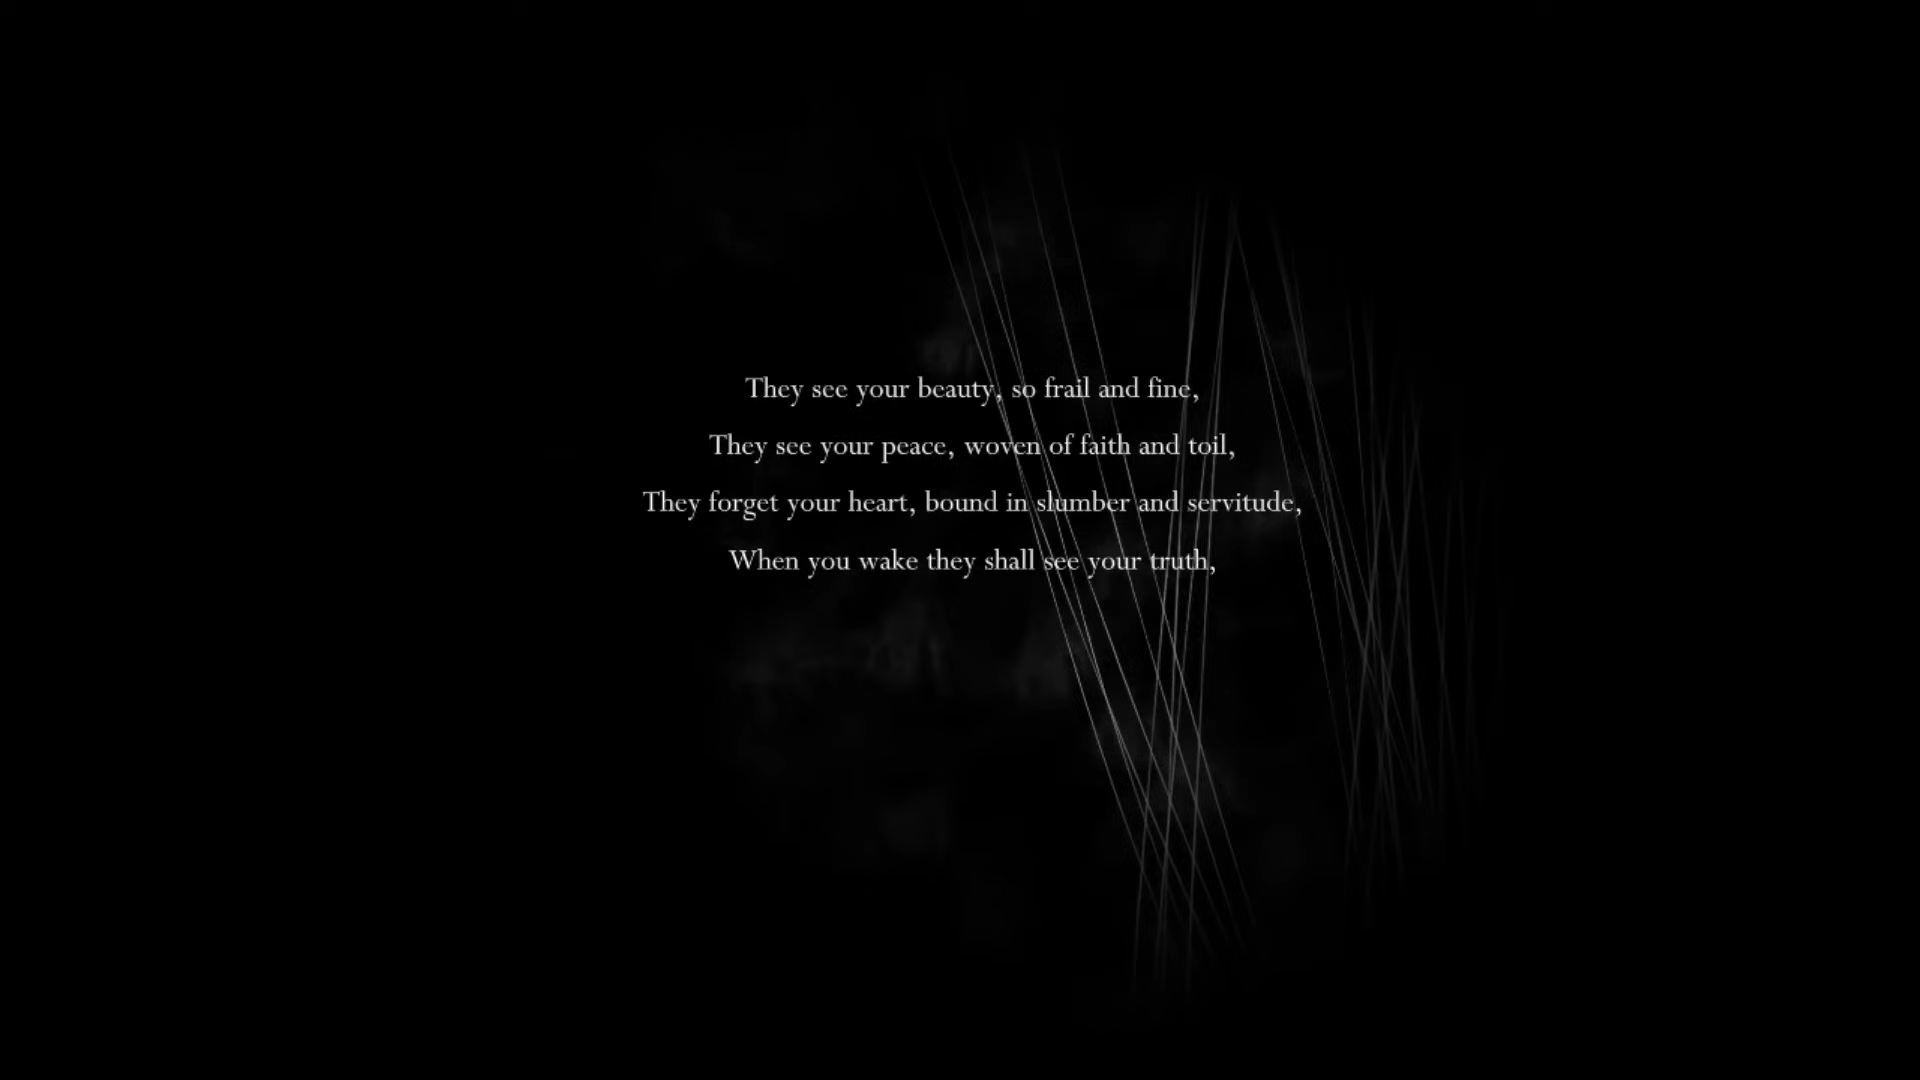 They see your beauty, so frail and fine,
They see your peace, woven of faith and toil,
They forget your heart, bound in slumber and servitude,
When you wake they shall see your truth,